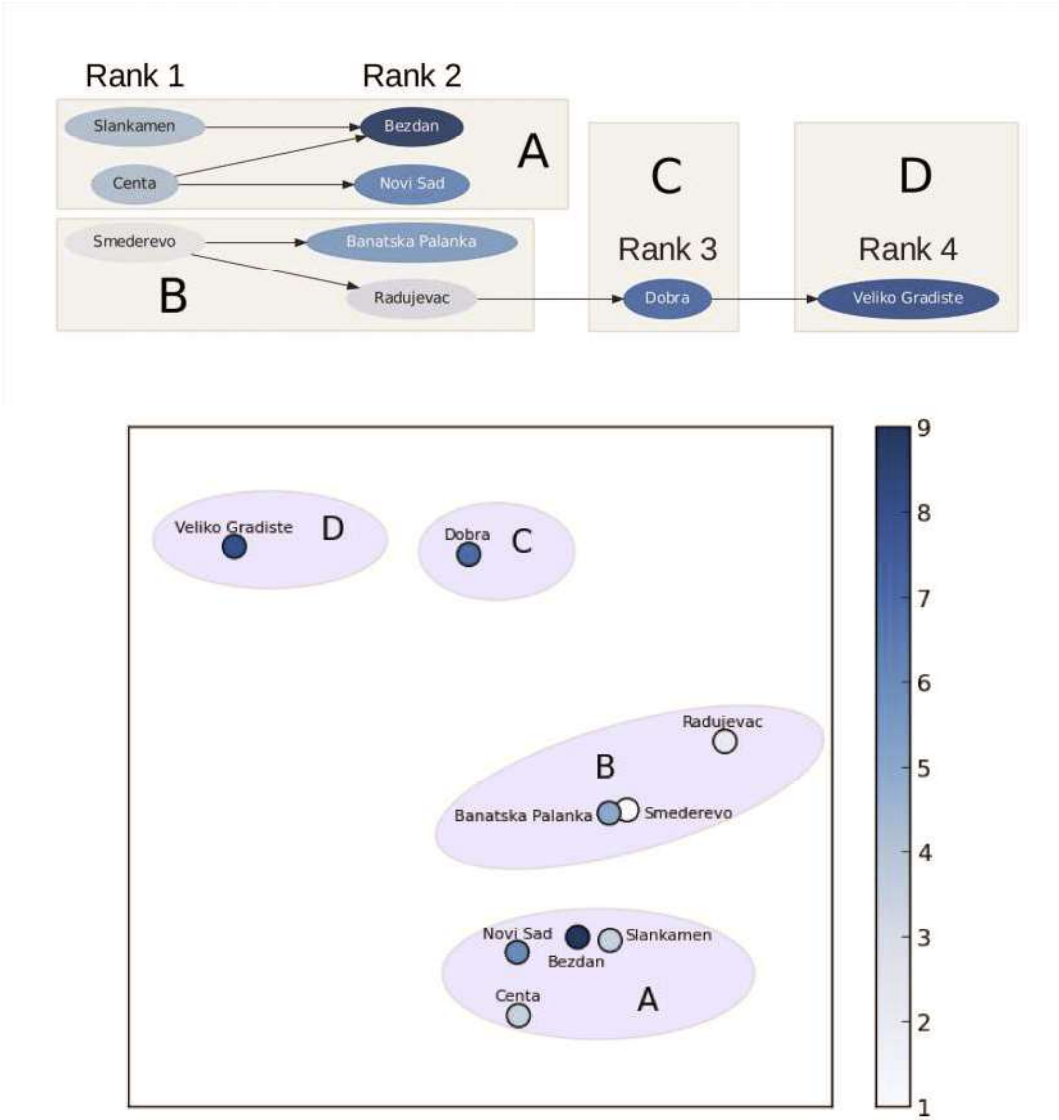 Rank 1
Rank 2
Slankamen
Bezdan
A
Centa
Novi Sad
C
D
Smederevo
Banatska Palanka
Rank 3
Rank 4
B
Radujevac
Dobra
Veliko Gradiste
9
8
7
6
5
4
3
2
1
Veliko Gradiste
D
Dobra
C
Radujevac
B
Banatska Palanka
Smederevo
Novi Sad
Slankamen
Bezdan
Centa
A